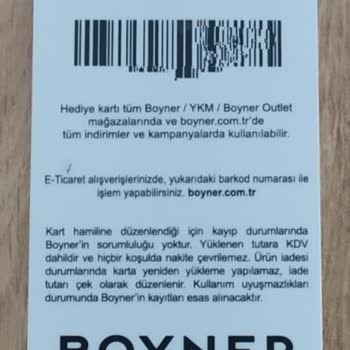 Hediye kartı tüm Boyner / YKM / Boyner Outlet
mağazalarında ve boyner.com.tr'de
tüm indirimler ve kampanyalarda kullanılabilir.
E-Ticaret alışverişlerinizde, yukarıdaki barkod numarası ile
işlem yapabilirsiniz. boyner.com.tr
Kart hamiline düzenlendiği için kayıp durumlarında
Boyner'in sorumluluğu yoktur. Yüklenen tutara KDV
dahildir ve hiçbir koşulda nakite çevrilemez. Ürün iadesi
durumlarında karta yeniden yükleme yapılamaz, iade
tutarı çek olarak düzenlenir. Kullanım uyuşmazlıkları
durumunda Boyner'in kayıtları esas alınacaktır.
BOYNER